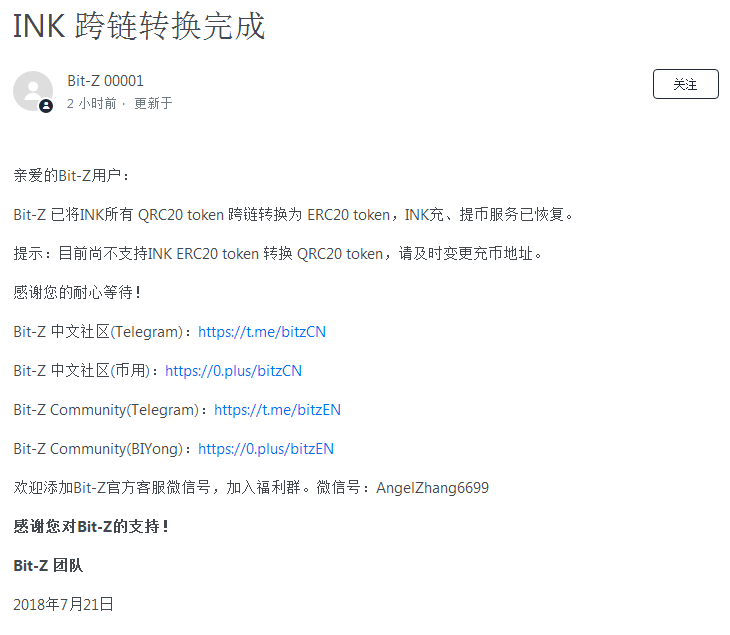 INK 跨链转换完成
Bit-Z 00001
2 小时前 · 更新于
关注
亲爱的Bit-Z用户：
Bit-Z 已将INK所有 QRC20 token 跨链转换为 ERC20 token，INK充、提币服务已恢复。
提示：目前尚不支持INK ERC20 token 转换 QRC20 token，请及时变更充币地址。
感谢您的耐心等待！
Bit-Z 中文社区(Telegram)：https://t.me/bitzCN
Bit-Z 中文社区(币用)：https://0.plus/bitzCN
Bit-Z Community(Telegram)：https://t.me/bitzEN
Bit-Z Community(BIYong)：https://0.plus/bitzEN
欢迎添加Bit-Z官方客服微信号，加入福利群。微信号：AngelZhang6699
感谢您对Bit-Z的支持！
Bit-Z 团队
2018年7月21日